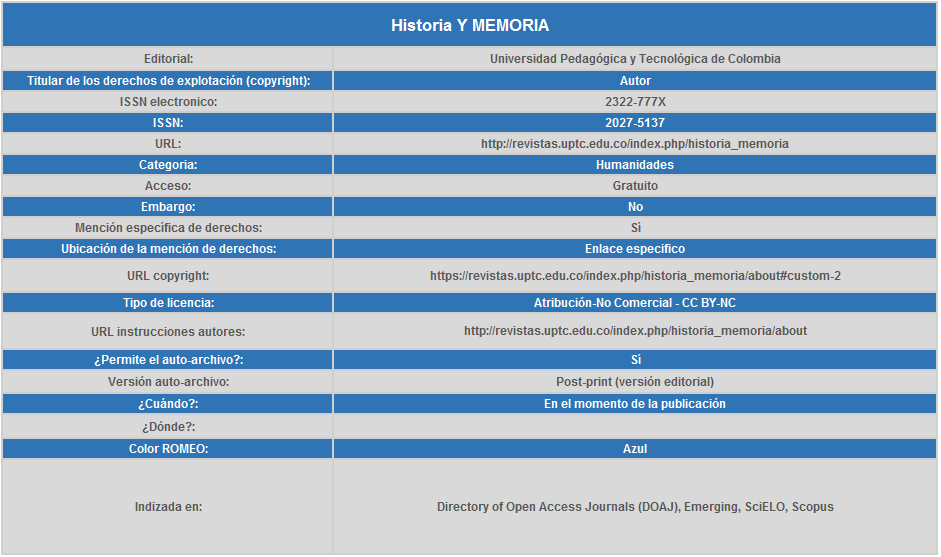 Historia Y MEMORIA
Editorial: Universidad Pedagógica y Tecnológica de Colombia
Titular de los derechos de explotación (copyright): Autor
ISSN electronico: 2322-777X
ISSN: 2027-5137
URL: http://revistas.uptc.edu.co/index.php/historia_memoria
Categoria: Humanidades
Acceso: Gratuito
Embargo: No
Mención especifica de derechos: Sí
Ubicación de la mención de derechos: Enlace especifico
URL copyright: https://revistas.uptc.edu.co/index.php/historia_memoria/about#custom-2
Tipo de licencia: Atribución-No Comercial - CC BY-NC
URL instrucciones autores: http://revistas.uptc.edu.co/index.php/historia_memoria/about
¿Permite el auto-archivo?: Sí
Versión auto-archivo: Post-print (versión editorial)
¿Cuándo?: En el momento de la publicación
¿Dónde?:
Color ROMEO: Azul
Indizada en: Directory of Open Access Journals (DOAJ), Emerging, SciELO, Scopus